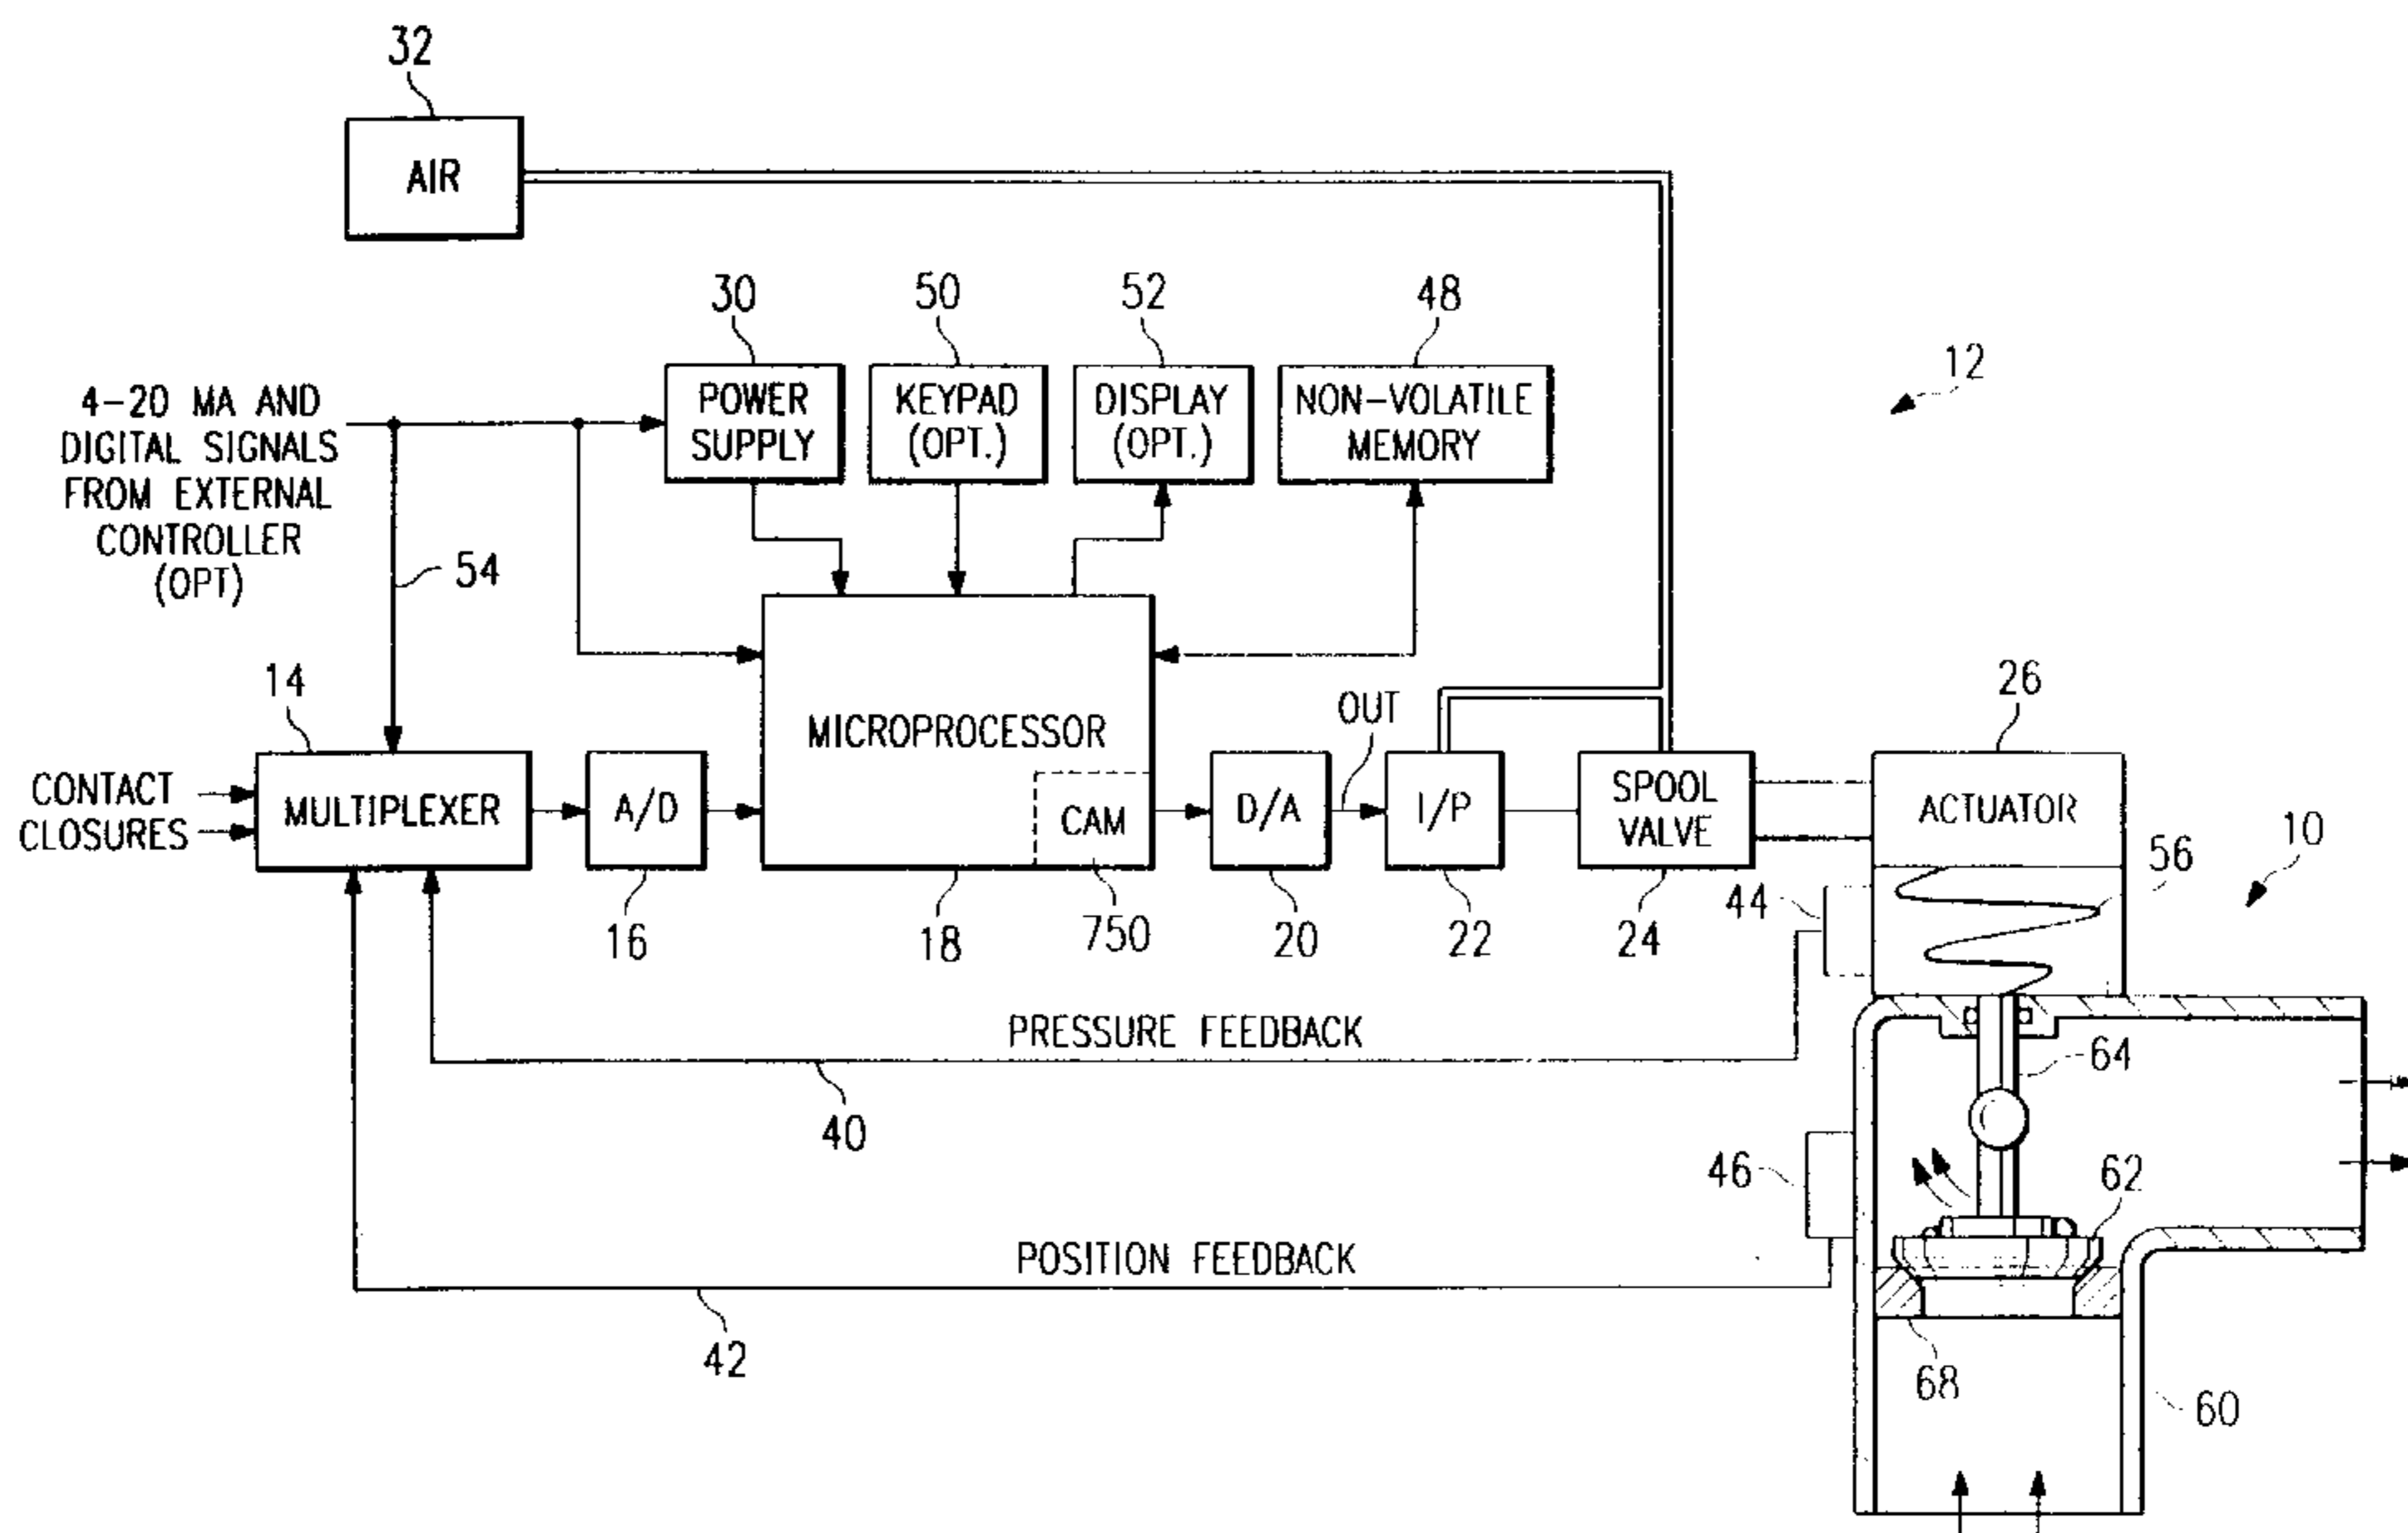 32
AIR
30
50
52
48
12
4-20 MA AND
DIGITAL SIGNALS
FROM EXTERNAL
CONTROLLER
(OPT)
POWER
SUPPLY
KEYPAD
(OPT.)
DISPLAY
(OPT.)
NON-VOLATILE
MEMORY
54
14
26
OUT
MICROPROCESSOR
CONTACT
CLOSURES
MULTIPLEXER
A/D
CAM
D/A
I/P
SPOOL
VALVE
ACTUATOR
10
56
44
16
18
750
20
22
24
PRESSURE FEEDBACK
64
40
46
62
POSITION FEEDBACK
42
68
60